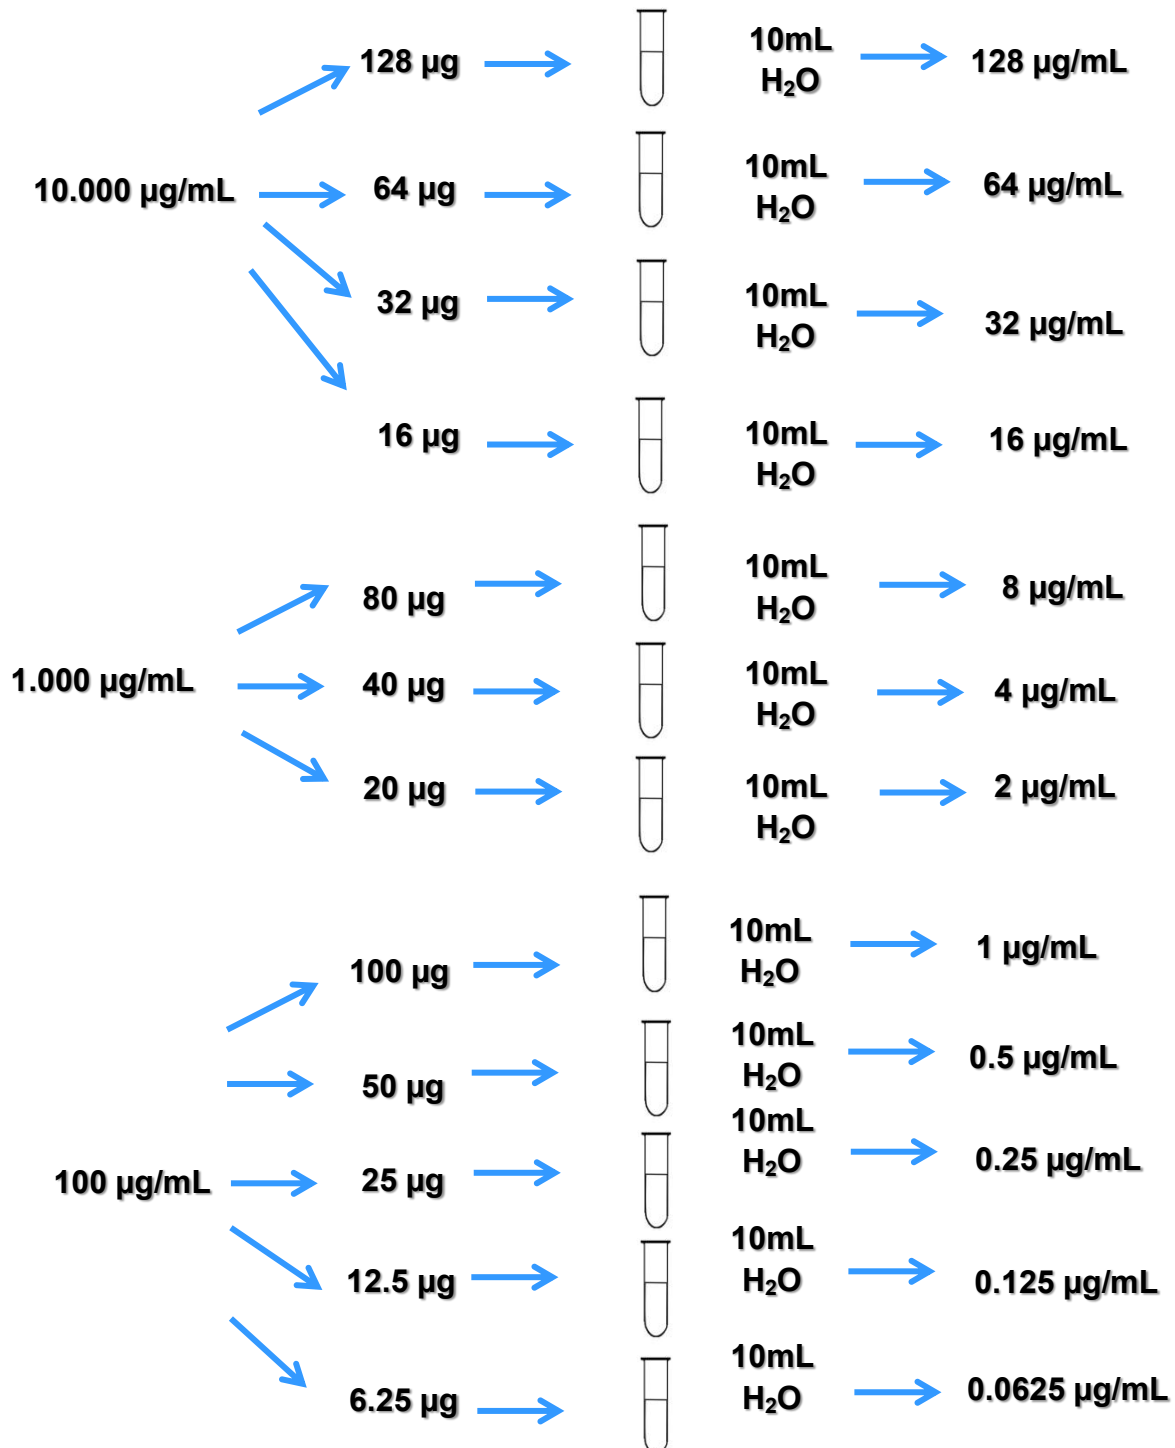 128 µg
10mL
H₂O
128 µg/mL
10.000 µg/mL
64 µg
10mL
H₂O
64 µg/mL
32 µg
10mL
H₂O
32 µg/mL
16 µg
10mL
H₂O
16 µg/mL
1.000 µg/mL
80 µg
10mL
H₂O
8 µg/mL
40 µg
10mL
H₂O
4 µg/mL
20 µg
10mL
H₂O
2 µg/mL
100 µg/mL
100 µg
10mL
H₂O
1 µg/mL
50 µg
10mL
H₂O
0.5 µg/mL
25 µg
10mL
H₂O
0.25 µg/mL
12.5 µg
10mL
H₂O
0.125 µg/mL
6.25 µg
10mL
H₂O
0.0625 µg/mL